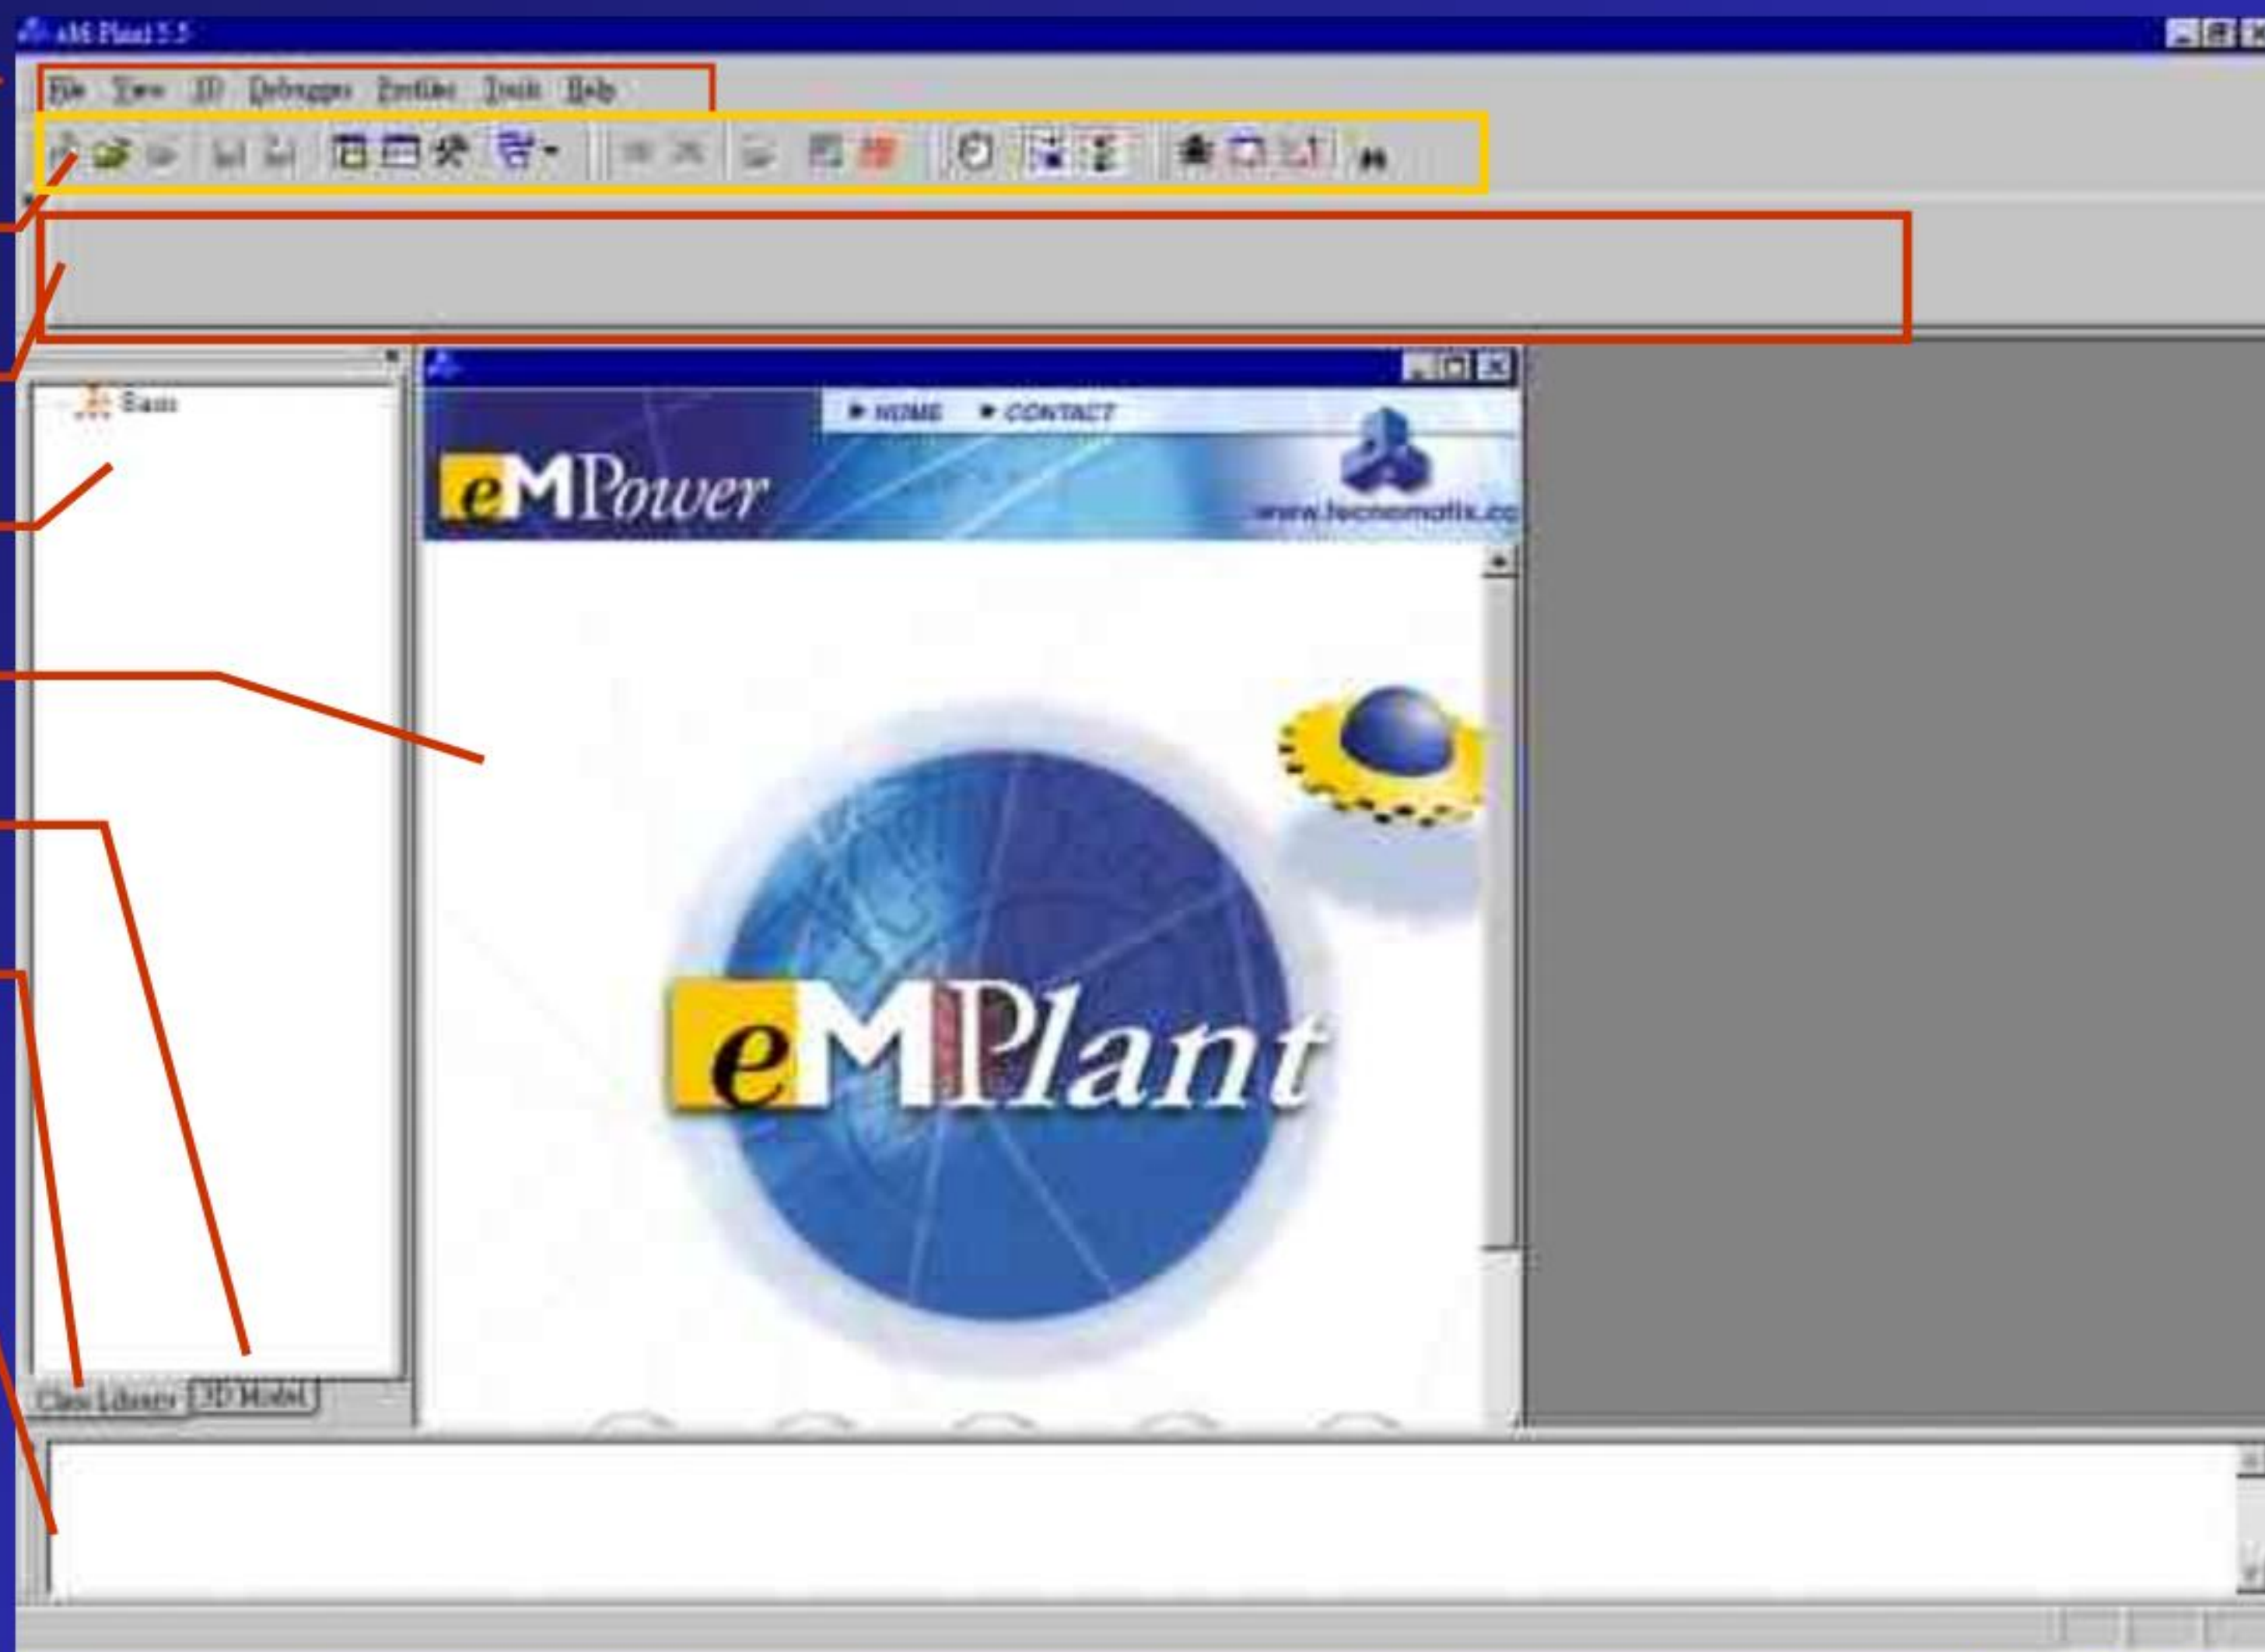 eM-Plant 5.5
File View 3D Debugger Profiler Tools Help
Basis
HOME CONTACT
eMPower
www.tecnomatix.co
eMPlant
Class Library 3D Model